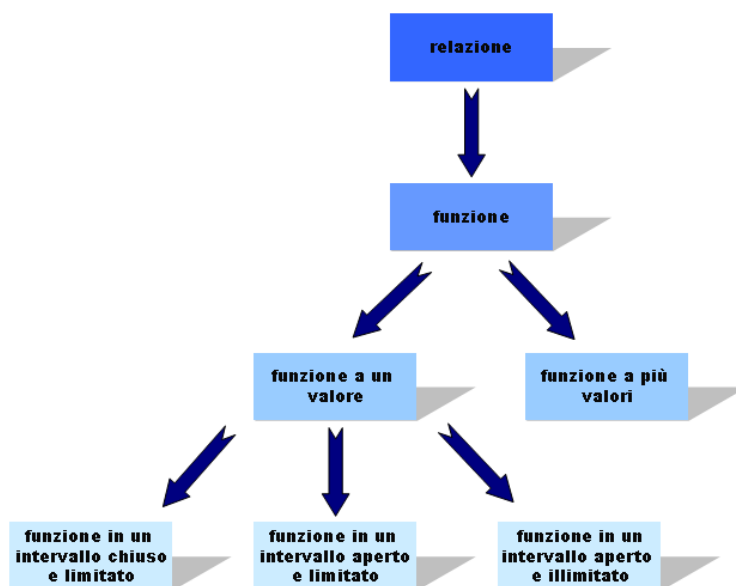 relazione
funzione
funzione a un
valore
funzione a più
valori
funzione in un
intervallo chiuso
e limitato
funzione in un
intervallo aperto
e limitato
funzione in un
intervallo aperto
e illimitato